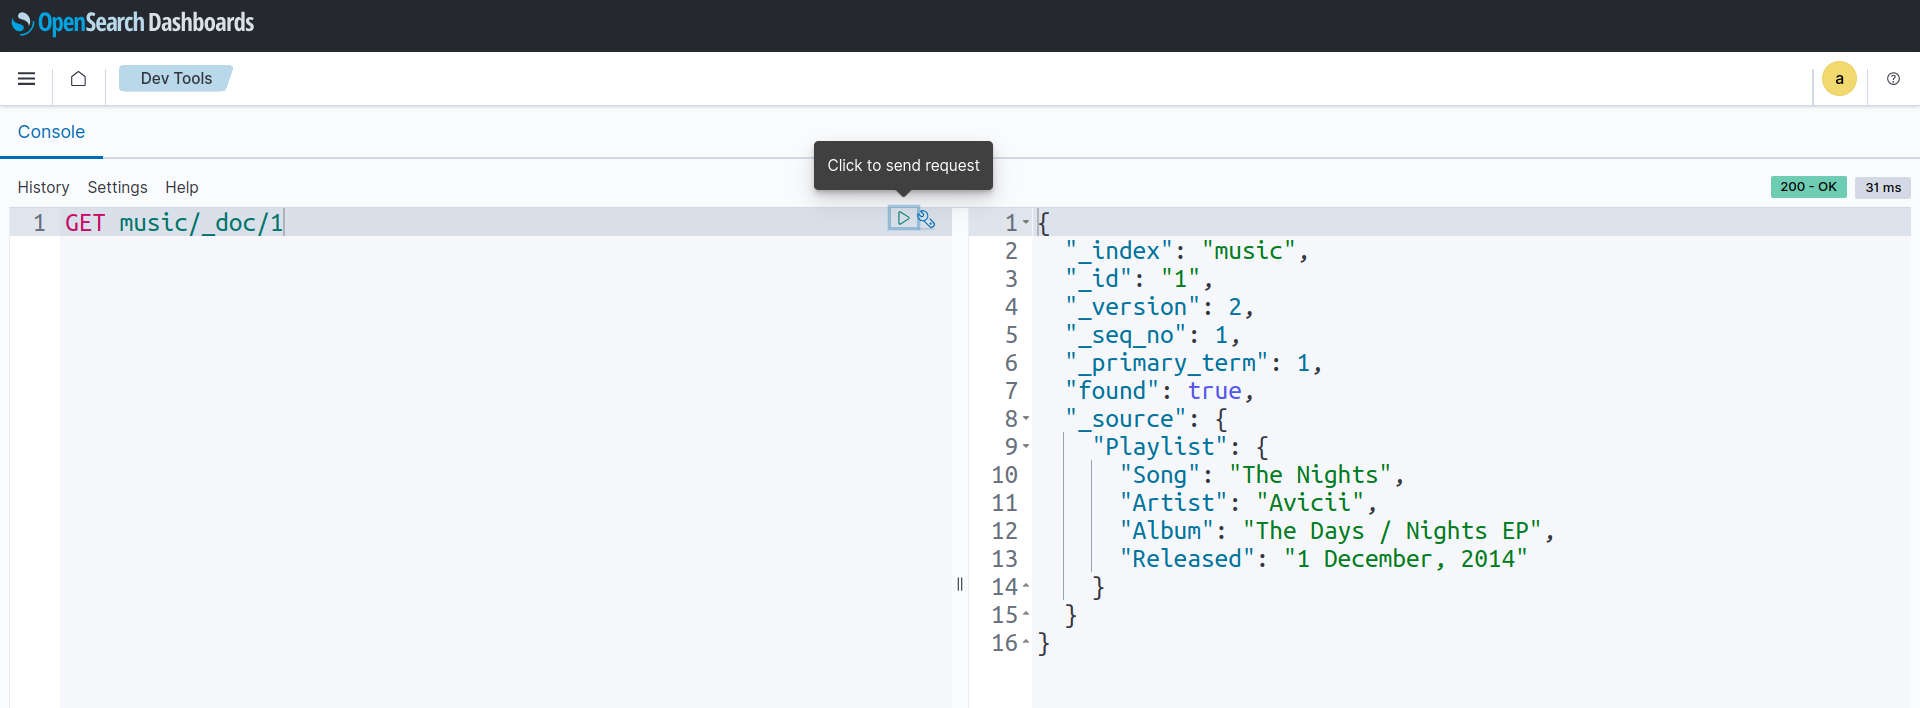 OpenSearch Dashboards
Dev Tools
a
Console
Click to send request
History Settings Help
200 - OK 31 ms
1 GET music/_doc/1
1 {
2 "_index": "music",
3 "_id": "1",
4 "_version": 2,
5 "_seq_no": 1,
6 "_primary_term": 1,
7 "found": true,
8 "_source": {
9 "Playlist": {
10 "Song": "The Nights",
11 "Artist": "Avicii",
12 "Album": "The Days / Nights EP",
13 "Released": "1 December, 2014"
14 }
15 }
16 }